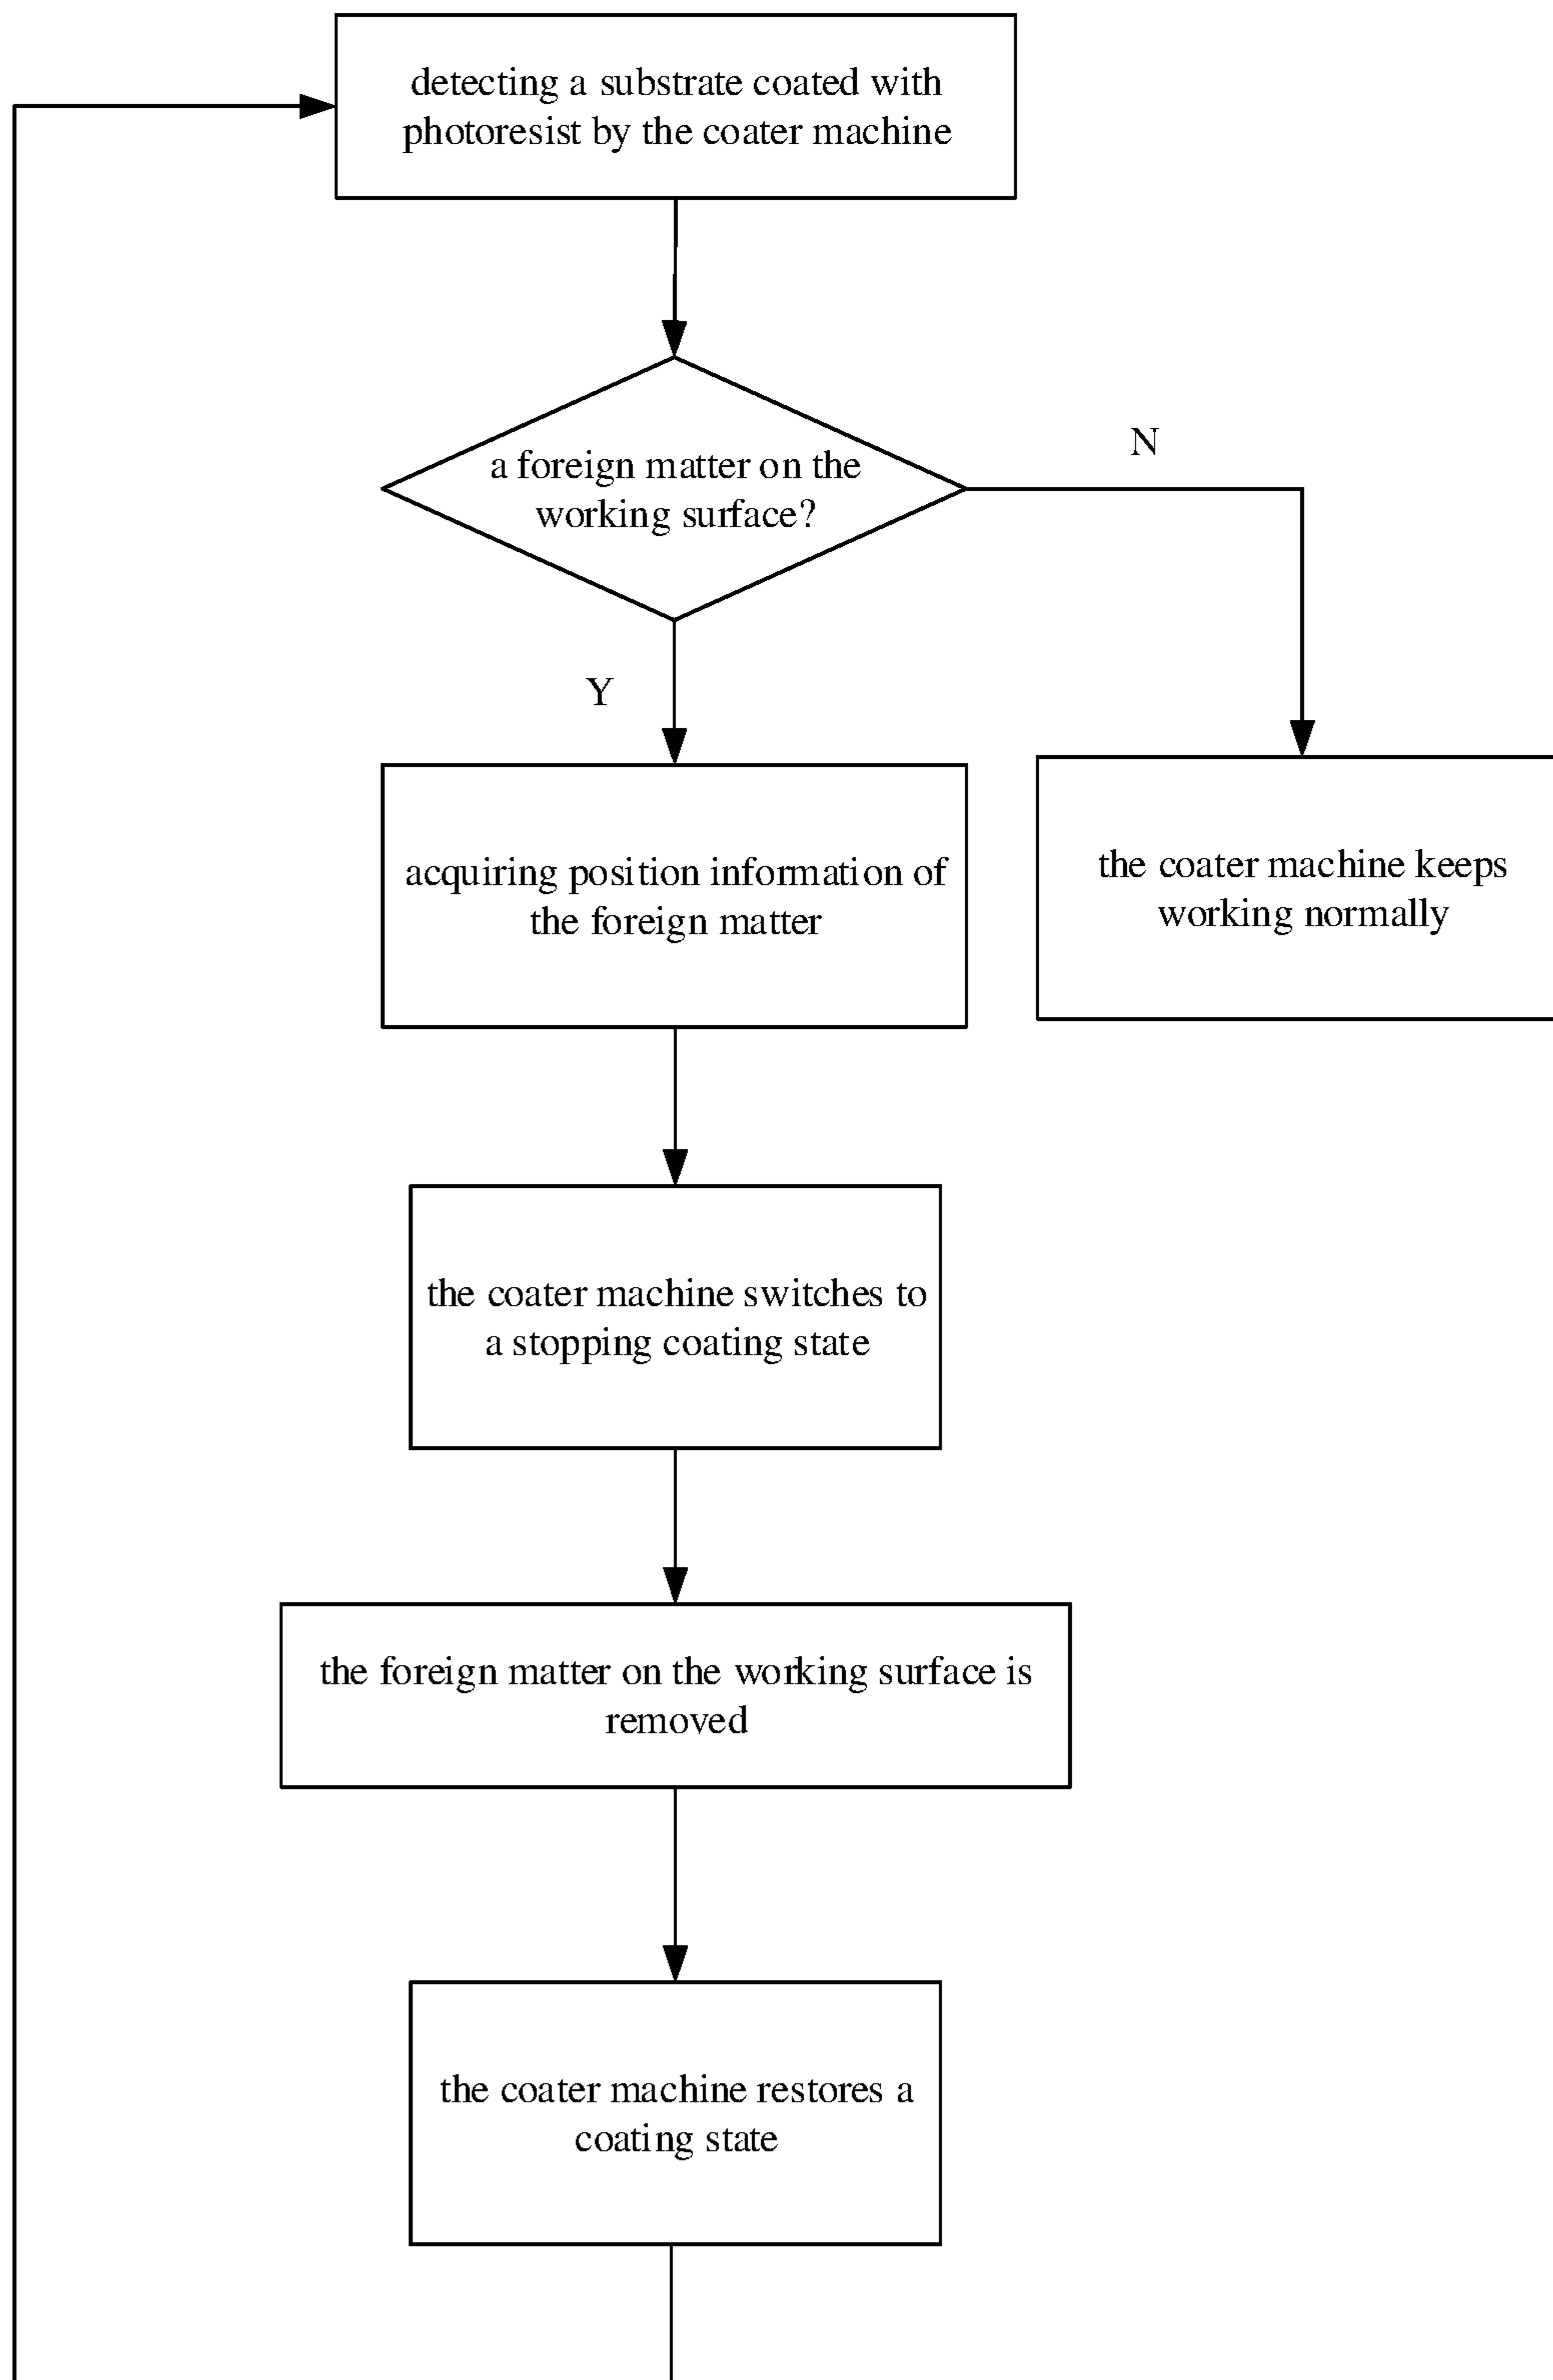 detecting a substrate coated with
photoresist by the coater machine
a foreign matter on the
working surface?
N
Y
acquiring position information of
the foreign matter
the coater machine keeps
working normally
the coater machine switches to
a stopping coating state
the foreign matter on the working surface is
removed
the coater machine restores a
coating state